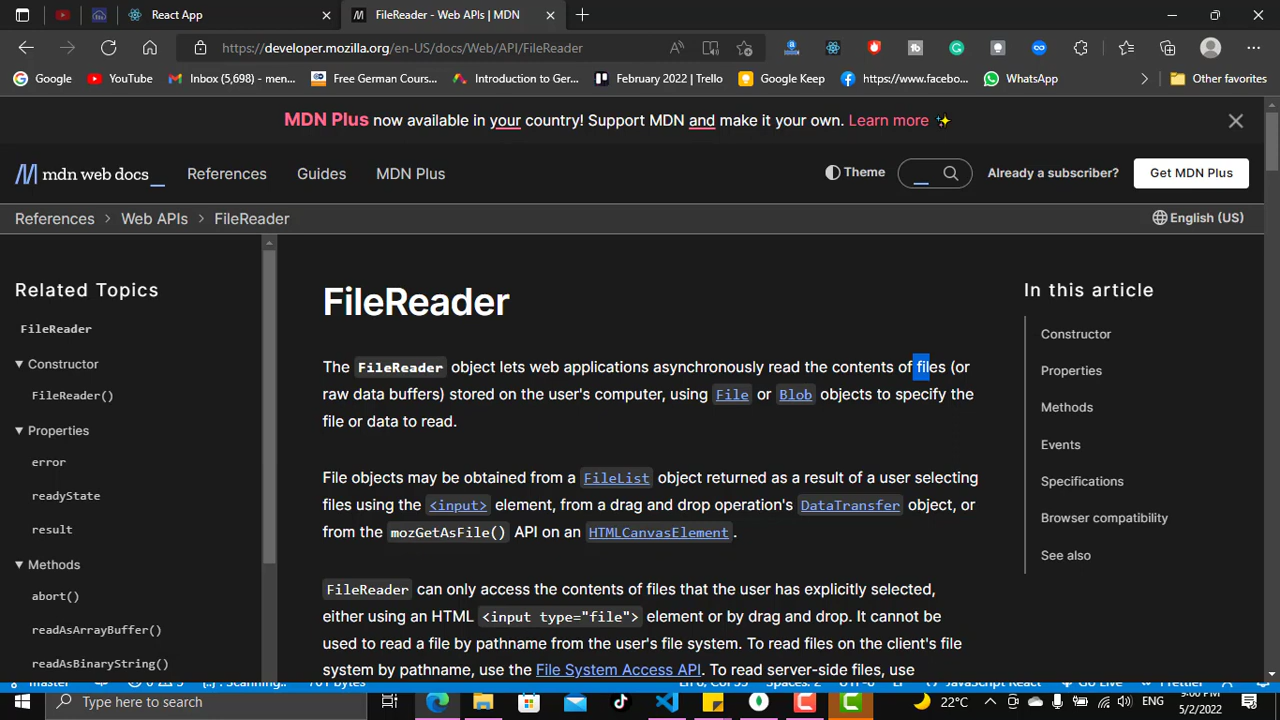 React App
FileReader - Web APIs | MDN
https://developer.mozilla.org/en-US/docs/Web/API/FileReader
Google
YouTube
Inbox (5,698) - men...
Free German Cours...
Introduction to Ger...
February 2022 | Trello
Google Keep
https://www.facebo...
WhatsApp
Other favorites
MDN Plus now available in your country! Support MDN and make it your own. Learn more ✨
mdn web docs_
References
Guides
MDN Plus
Theme
Already a subscriber?
Get MDN Plus
References > Web APIs > FileReader
English (US)
Related Topics
FileReader
Constructor
FileReader()
Properties
error
readyState
result
Methods
abort()
readAsArrayBuffer()
readAsBinaryString()
FileReader
The FileReader object lets web applications asynchronously read the contents of files (or
raw data buffers) stored on the user's computer, using File or Blob objects to specify the
file or data to read.
File objects may be obtained from a FileList object returned as a result of a user selecting
files using the <input> element, from a drag and drop operation's DataTransfer object, or
from the mozGetAsFile() API on an HTMLCanvasElement.
FileReader can only access the contents of files that the user has explicitly selected,
either using an HTML <input type="file"> element or by drag and drop. It cannot be
used to read a file by pathname from the user's file system. To read files on the client's file
system by pathname, use the File System Access API. To read server-side files, use
In this article
Constructor
Properties
Methods
Events
Specifications
Browser compatibility
See also
Type here to search
22°C
ENG
9:00 PM
5/2/2022